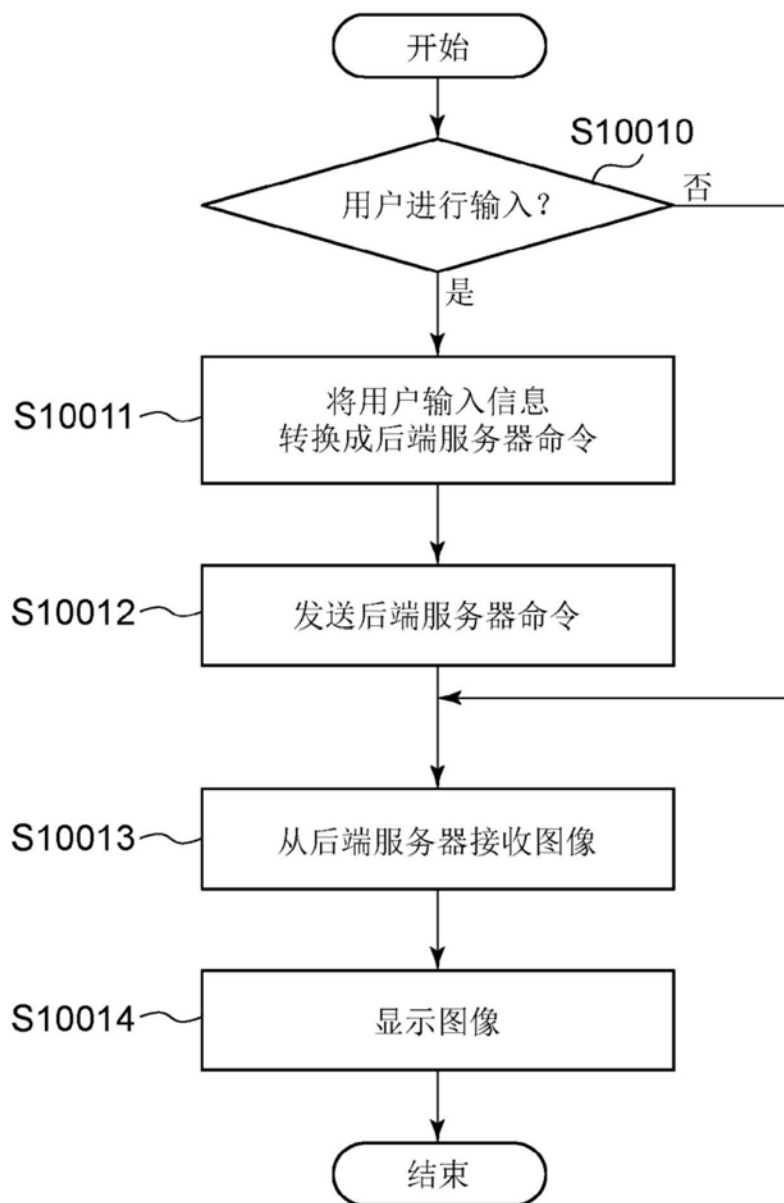 开始
S10010
用户进行输入？
否
是
S10011
将用户输入信息
转换成后端服务器命令
S10012
发送后端服务器命令
S10013
从后端服务器接收图像
S10014
显示图像
结束